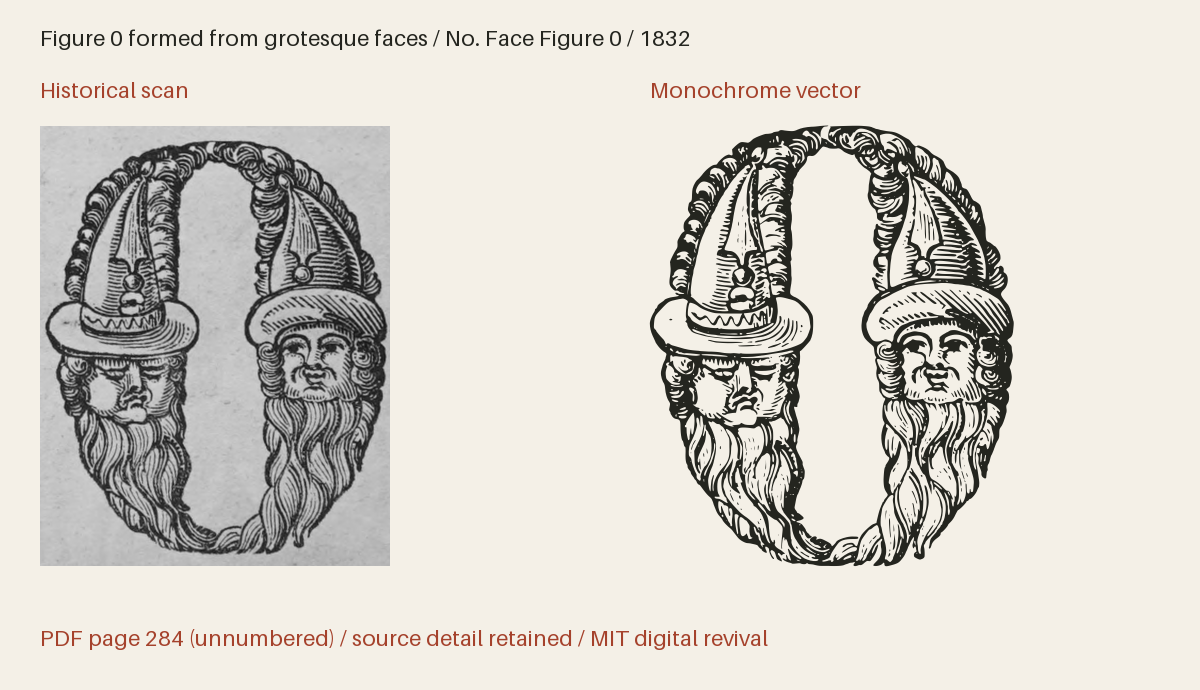 Figure 0 formed from grotesque faces / No. Face Figure 0 / 1832
Historical scan
Monochrome vector
PDF page 284 (unnumbered) / source detail retained / MIT digital revival